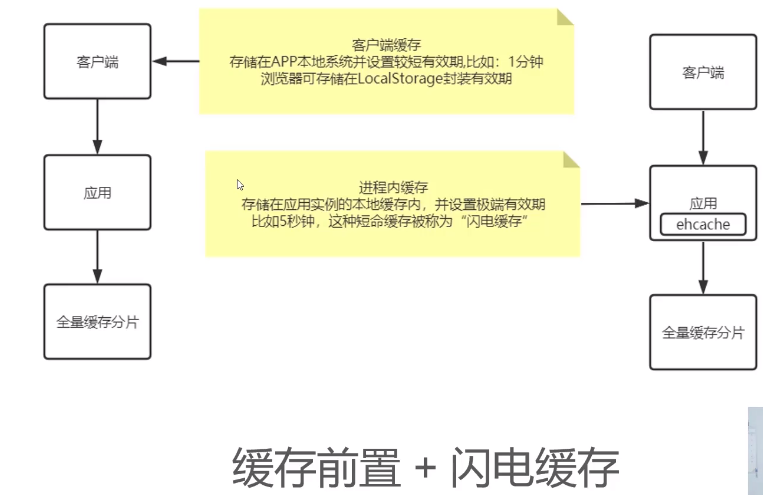 客户端
客户端缓存
存储在APP本地系统并设置较短有效期,比如：1分钟
浏览器可存储在LocalStorage封装有效期
客户端
应用
进程内缓存
存储在应用实例的本地缓存内，并设置极端有效期
比如5秒钟，这种短命缓存被称为“闪电缓存”
应用
ehcache
全量缓存分片
全量缓存分片
缓存前置 + 闪电缓存